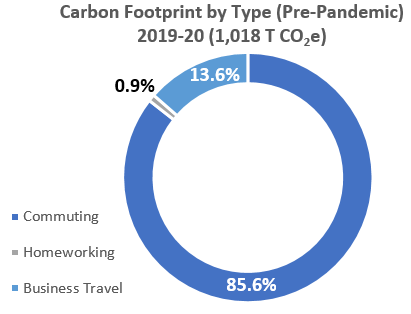 Carbon Footprint by Type (Pre-Pandemic)
2019-20 (1,018 T CO₂e)
13.6%
0.9%
Commuting
Homeworking
Business Travel
85.6%